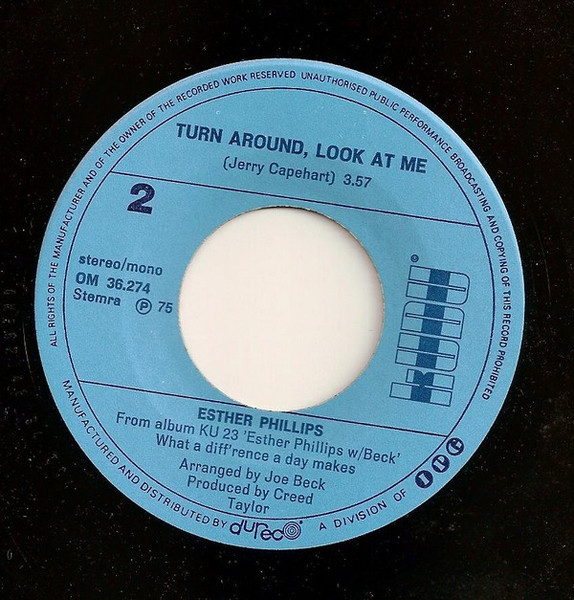 ALL RIGHTS OF THE MANUFACTURER AND OF THE OWNER OF THE RECORDED WORK RESERVED UNAUTHORISED PUBLIC PERFORMANCE BROADCASTING AND COPYING OF THIS RECORD PROHIBITED
TURN AROUND, LOOK AT ME
(Jerry Capehart) 3.57
2
stereo/mono
OM 36.274
Stemra ℗ 75
KUDU
ESTHER PHILLIPS
From album KU 23 'Esther Phillips w/Beck'
What a diff'rence a day makes
Arranged by Joe Beck
Produced by Creed
Taylor
MANUFACTURED AND DISTRIBUTED BY dureco A DIVISION OF